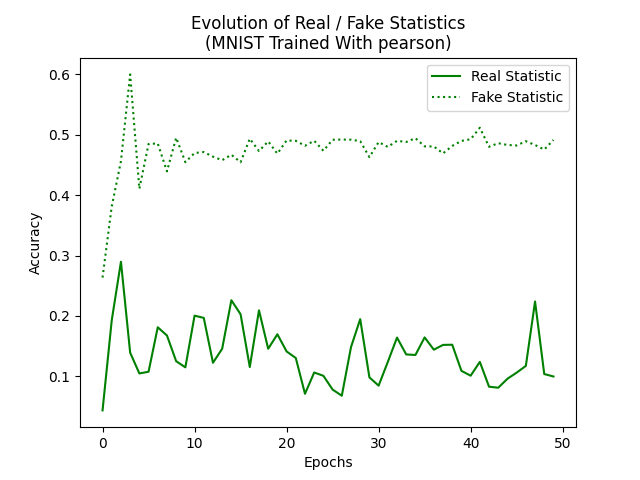 Evolution of Real / Fake Statistics
(MNIST Trained With pearson)
Real Statistic
Fake Statistic
Accuracy
0.6
0.5
0.4
0.3
0.2
0.1
0 10 20 30 40 50
Epochs